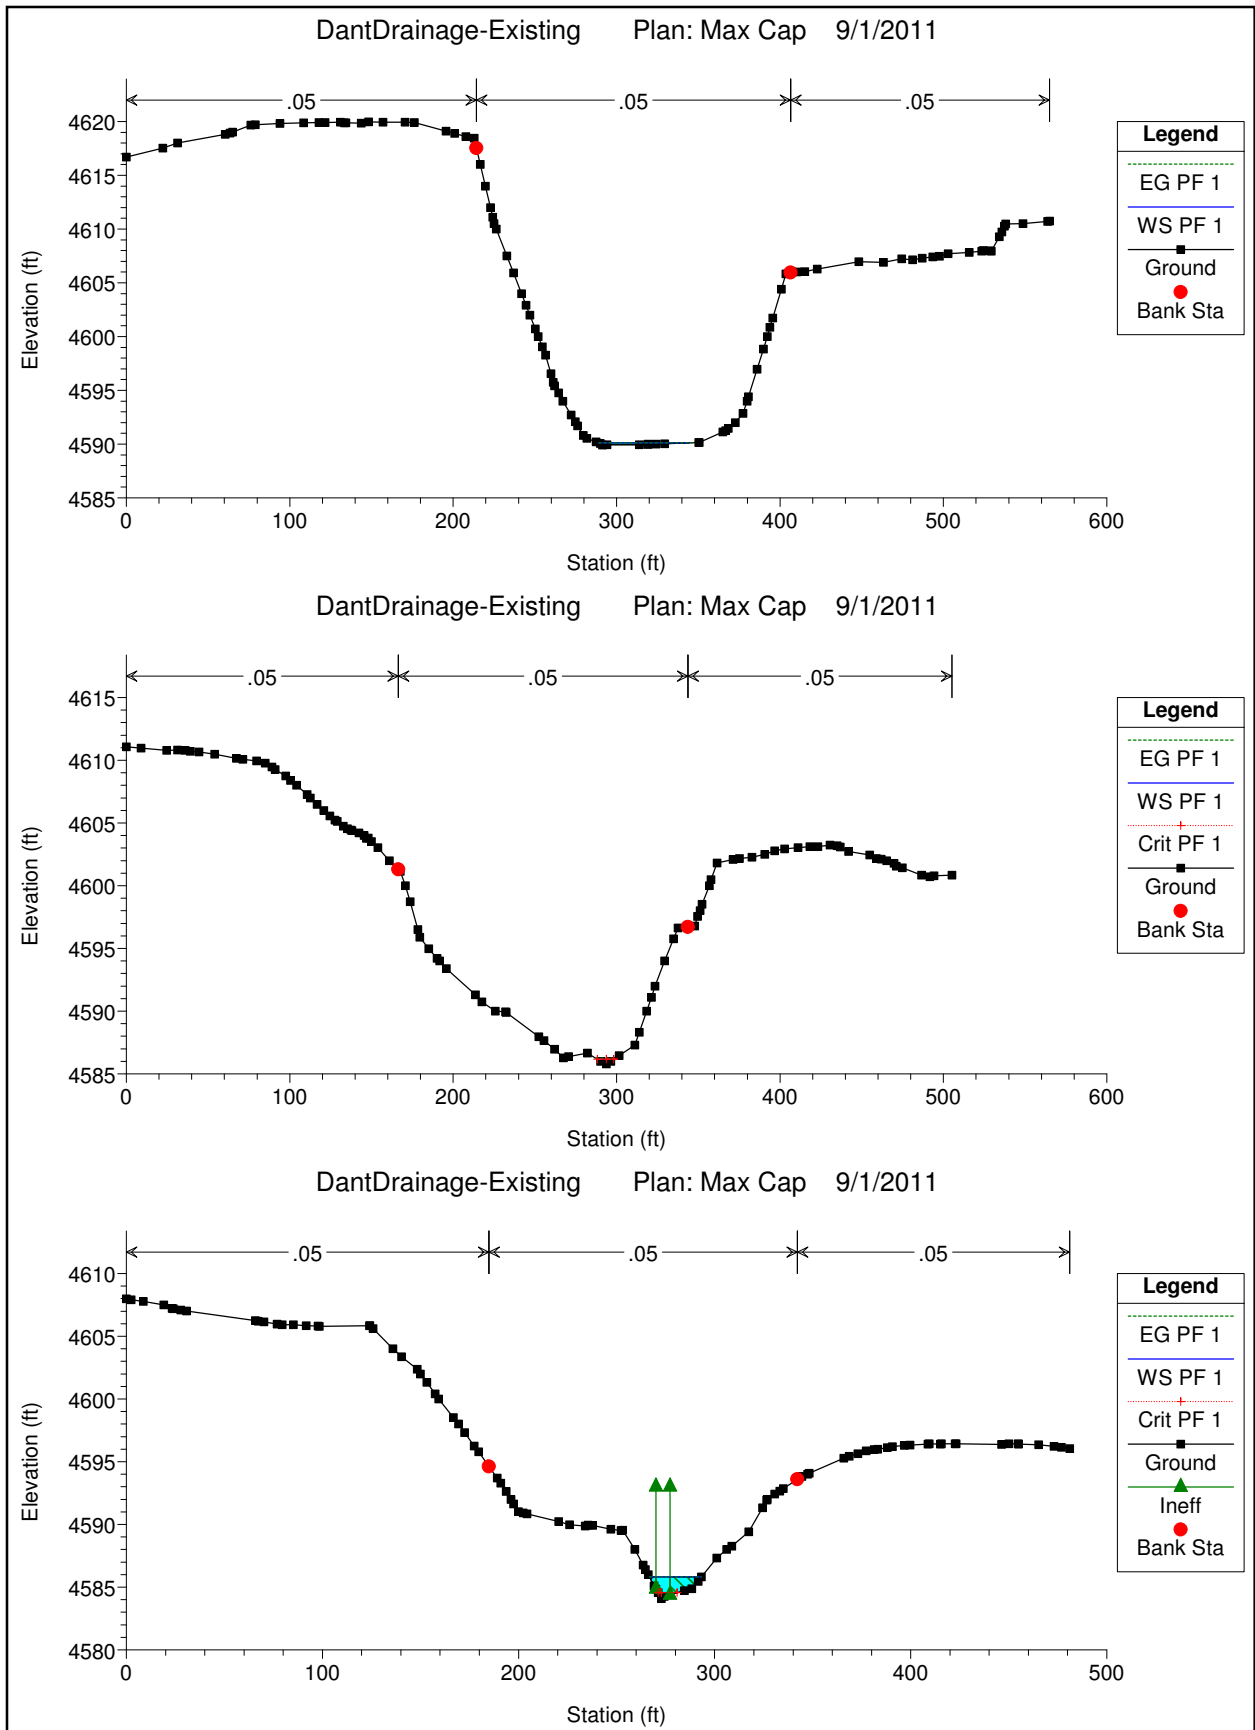 DantDrainage-Existing Plan: Max Cap 9/1/2011
.05 .05 .05
4620
4615
4610
4605
4600
4595
4590
4585
Elevation (ft)
0 100 200 300 400 500 600
Station (ft)
Legend
EG PF 1
WS PF 1
Ground
Bank Sta
DantDrainage-Existing Plan: Max Cap 9/1/2011
.05 .05 .05
4615
4610
4605
4600
4595
4590
4585
Elevation (ft)
0 100 200 300 400 500 600
Station (ft)
Legend
EG PF 1
WS PF 1
Crit PF 1
Ground
Bank Sta
DantDrainage-Existing Plan: Max Cap 9/1/2011
.05 .05 .05
4610
4605
4600
4595
4590
4585
4580
Elevation (ft)
0 100 200 300 400 500
Station (ft)
Legend
EG PF 1
WS PF 1
Crit PF 1
Ground
Ineff
Bank Sta